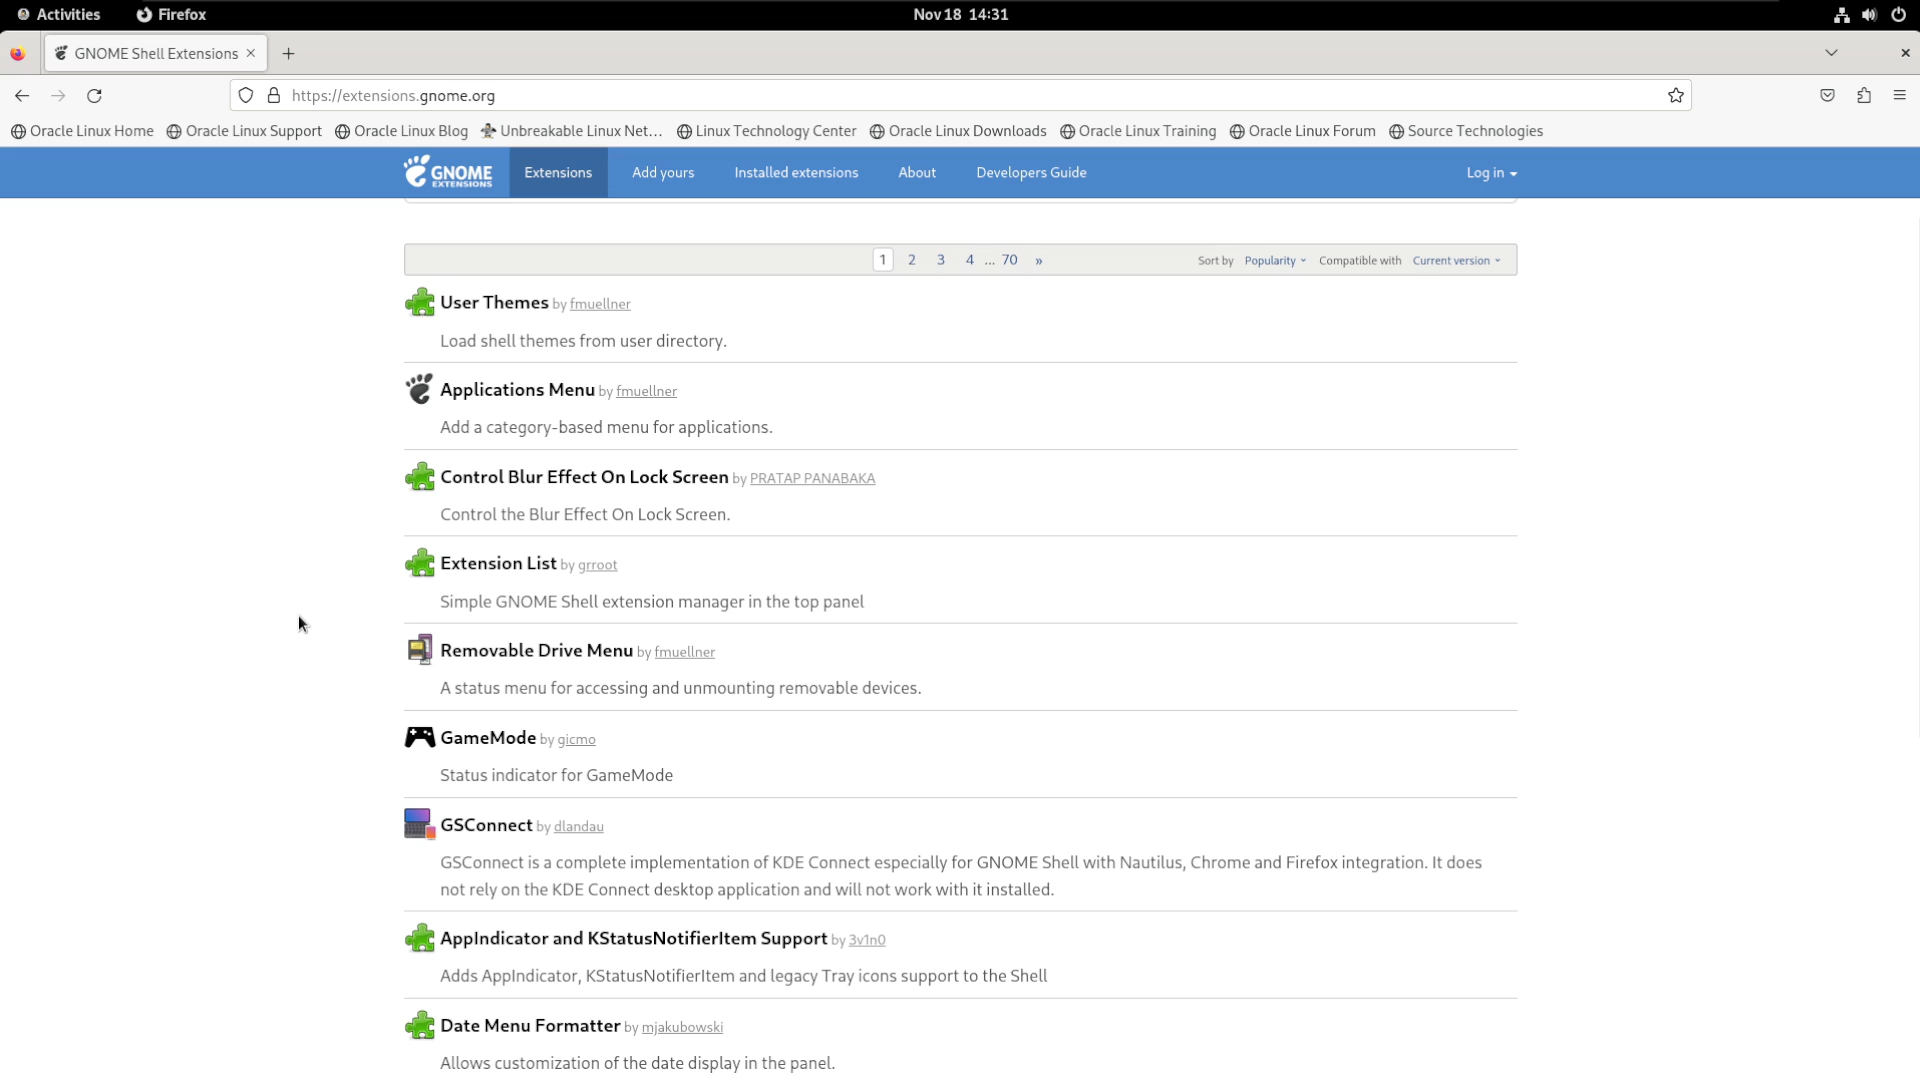 Activities Firefox Nov 18 14:31
GNOME Shell Extensions
https://extensions.gnome.org
Oracle Linux Home Oracle Linux Support Oracle Linux Blog Unbreakable Linux Net... Linux Technology Center Oracle Linux Downloads Oracle Linux Training Oracle Linux Forum Source Technologies
GNOME EXTENSIONS Extensions Add yours Installed extensions About Developers Guide Log in
1 2 3 4 ... 70 » Sort by Popularity Compatible with Current version
User Themes by fmuellner
Load shell themes from user directory.
Applications Menu by fmuellner
Add a category-based menu for applications.
Control Blur Effect On Lock Screen by PRATAP PANABAKA
Control the Blur Effect On Lock Screen.
Extension List by grroot
Simple GNOME Shell extension manager in the top panel
Removable Drive Menu by fmuellner
A status menu for accessing and unmounting removable devices.
GameMode by gicmo
Status indicator for GameMode
GSConnect by dlandau
GSConnect is a complete implementation of KDE Connect especially for GNOME Shell with Nautilus, Chrome and Firefox integration. It does
not rely on the KDE Connect desktop application and will not work with it installed.
AppIndicator and KStatusNotifierItem Support by 3v1n0
Adds AppIndicator, KStatusNotifierItem and legacy Tray icons support to the Shell
Date Menu Formatter by mjakubowski
Allows customization of the date display in the panel.